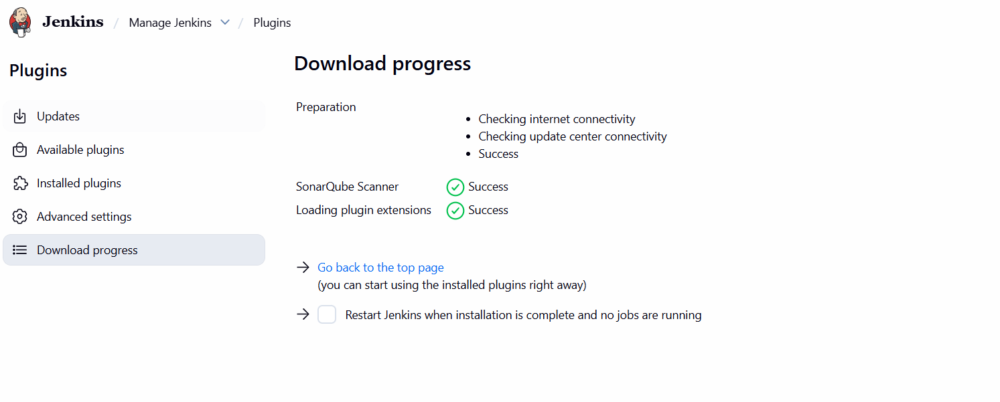 Jenkins / Manage Jenkins / Plugins
Plugins
Updates
Available plugins
Installed plugins
Advanced settings
Download progress
Download progress
Preparation
Checking internet connectivity
Checking update center connectivity
Success
SonarQube Scanner Success
Loading plugin extensions Success
Go back to the top page
(you can start using the installed plugins right away)
Restart Jenkins when installation is complete and no jobs are running